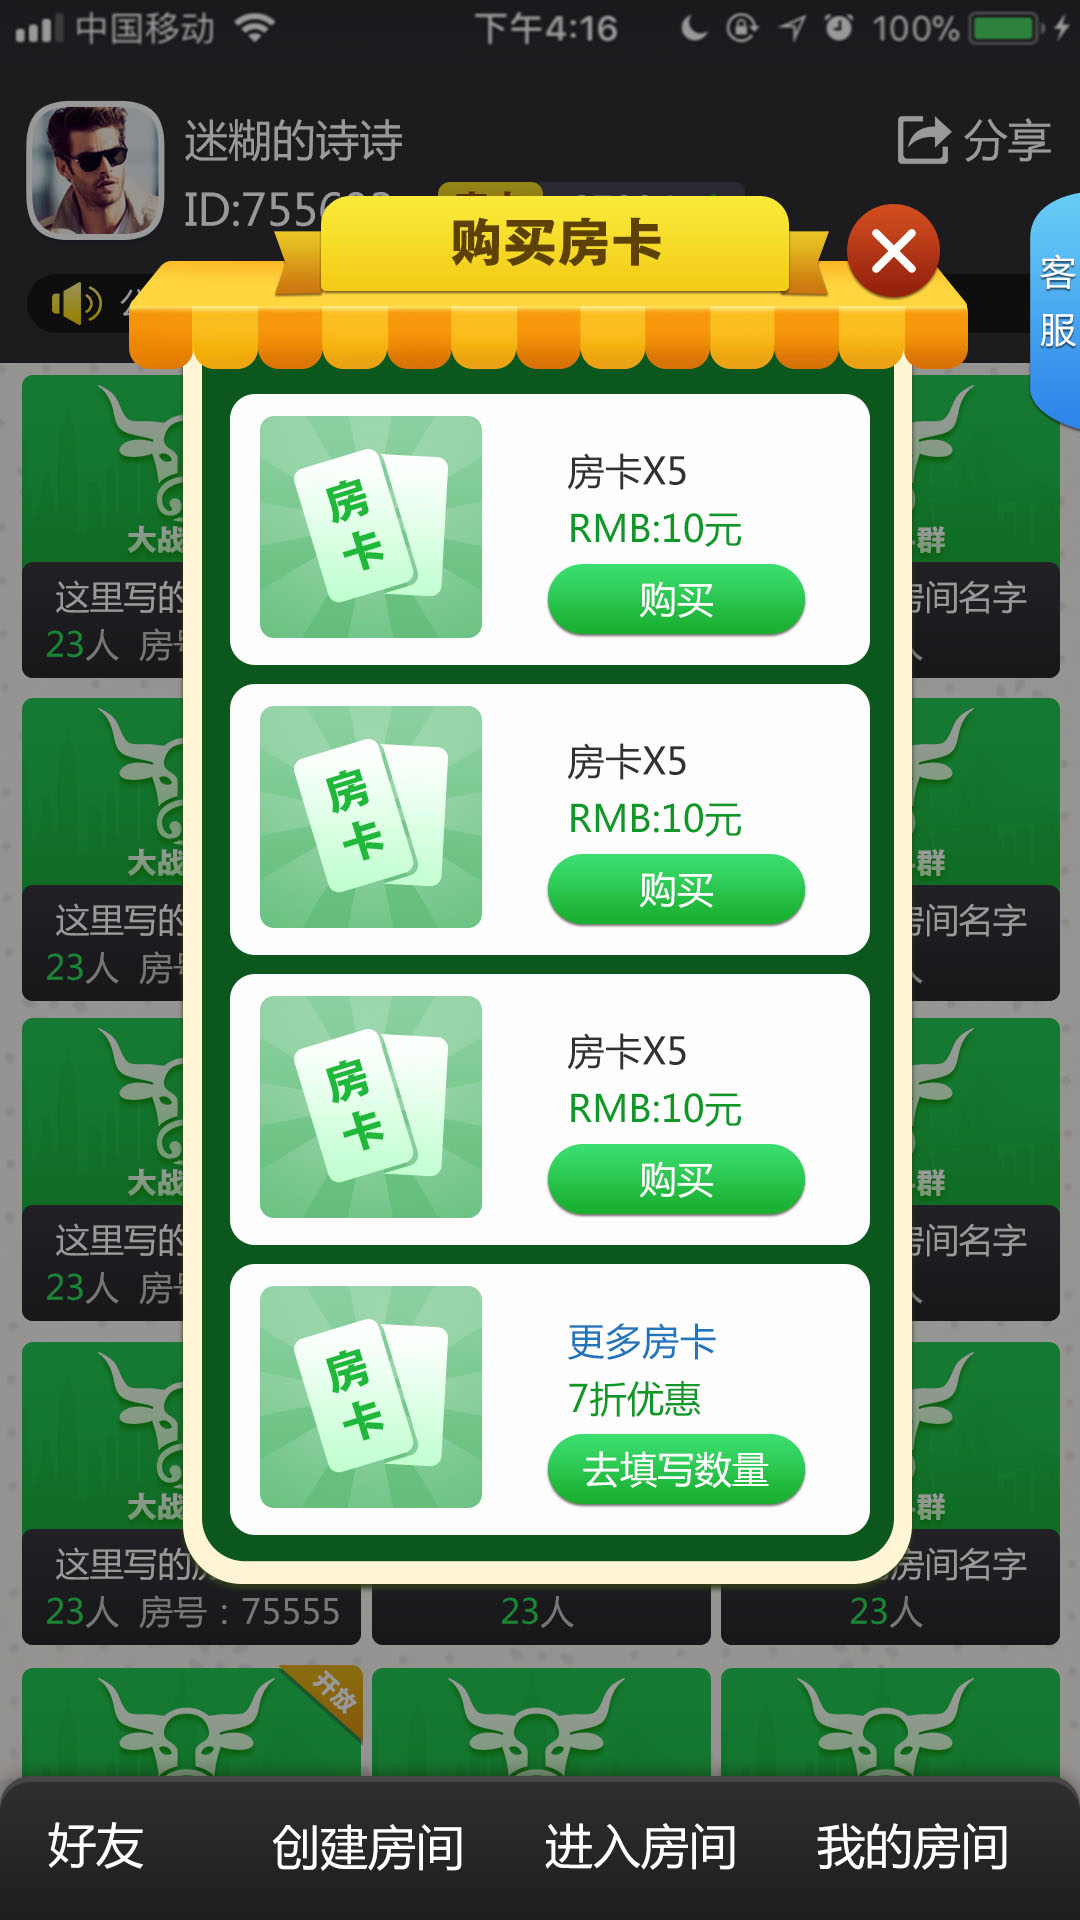 中国移动 下午4:16 100%
迷糊的诗诗 分享
ID:755
购买房卡
客服
房卡
房卡X5
RMB:10元
购买
房卡
房卡X5
RMB:10元
购买
房卡
房卡X5
RMB:10元
购买
房卡
更多房卡
7折优惠
去填写数量
大战 群
这里写的 房间名字
23人 房号
大战 群
这里写的 房间名字
23人 房号
大战 群
这里写的 房间名字
23人 房号
大战 群
这里写的 房间名字
23人 房号：75555 23人 23人
开放
好友 创建房间 进入房间 我的房间